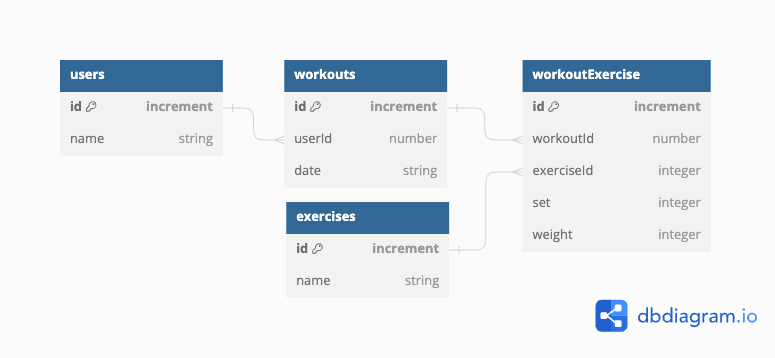 users
id increment
name string
workouts
id increment
userId number
date string
exercises
id increment
name string
workoutExercise
id increment
workoutId number
exerciseId integer
set integer
weight integer
dbdiagram.io